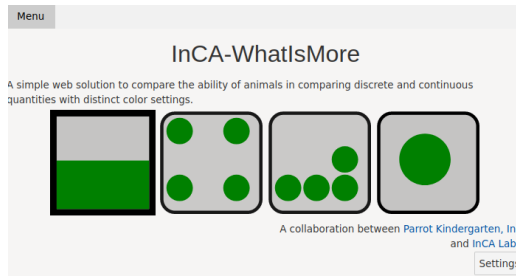 Menu
InCA-WhatIsMore
A simple web solution to compare the ability of animals in comparing discrete and continuous
quantities with distinct color settings.
A collaboration between Parrot Kindergarten, In
and InCA Lab
Settings